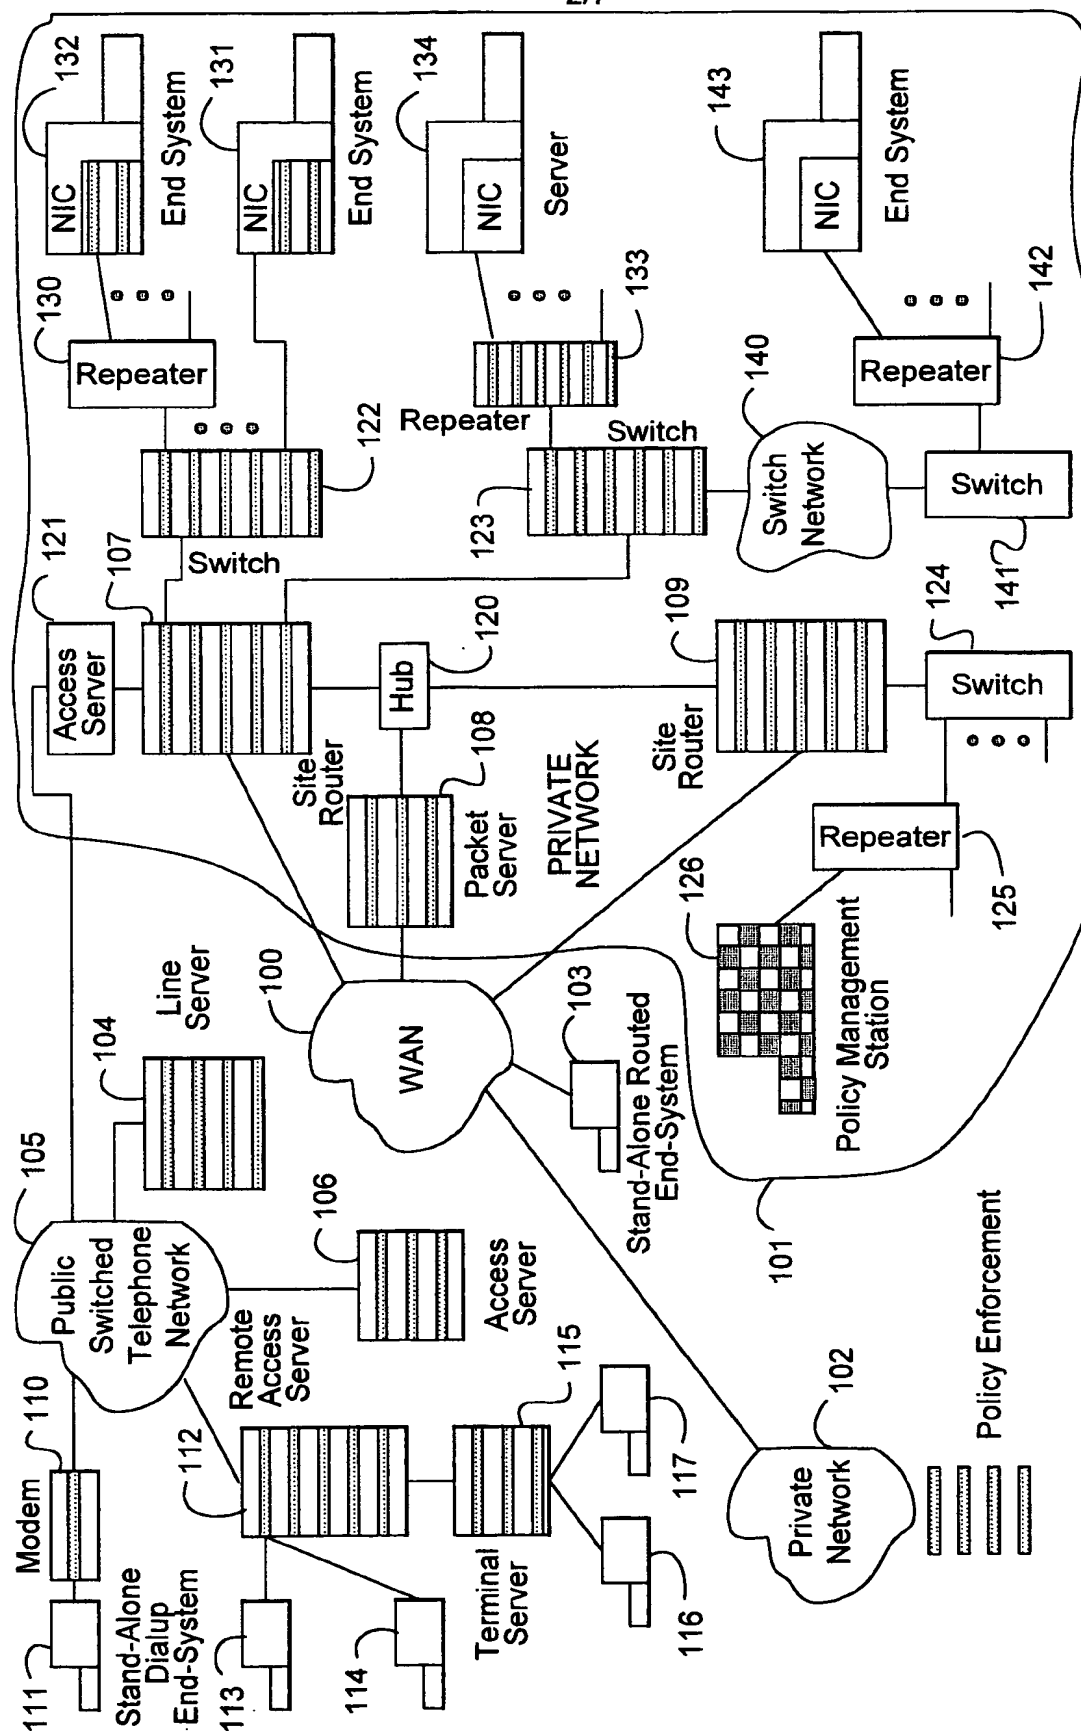 111
Stand-Alone
Dialup
End-System
Modem
110
105
Public
Switched
Telephone
Network
104
Line
Server
113
112
Remote
Access
Server
106
Access
Server
114
Terminal
Server
115
116
117
100
WAN
103
Stand-Alone Routed
End-System
102
Private
Network
Policy Enforcement
101
121
Access
Server
107
Site
Router
Switch
122
130
Repeater
132
NIC
End System
131
NIC
End System
108
Packet
Server
Hub
120
PRIVATE
NETWORK
123
Switch
Repeater
133
134
NIC
Server
Site
Router
109
140
Switch
Network
126
Policy Management
Station
Repeater
125
124
Switch
141
Switch
142
Repeater
143
NIC
End System